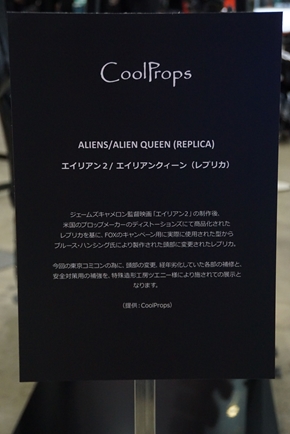 CoolProps
ALIENS/ALIEN QUEEN (REPLICA)
エイリアン2/ エイリアンクィーン（レプリカ）
ジェームズキャメロン監督映画「エイリアン2」の制作後、
米国のプロップメーカーのディストーションズにて商品化された
レプリカを基に、FOXのキャンペーン用に実際に使用された型から
ブルース・ハンシング氏により製作された頭部に変更されたレプリカ。
今回の東京コミコンの為に、頭部の変更、経年劣化していた各部の補修と、
安全対策用の補強を、特殊造形工房ツエニー様により施されての展示と
なります。
（提供：CoolProps）